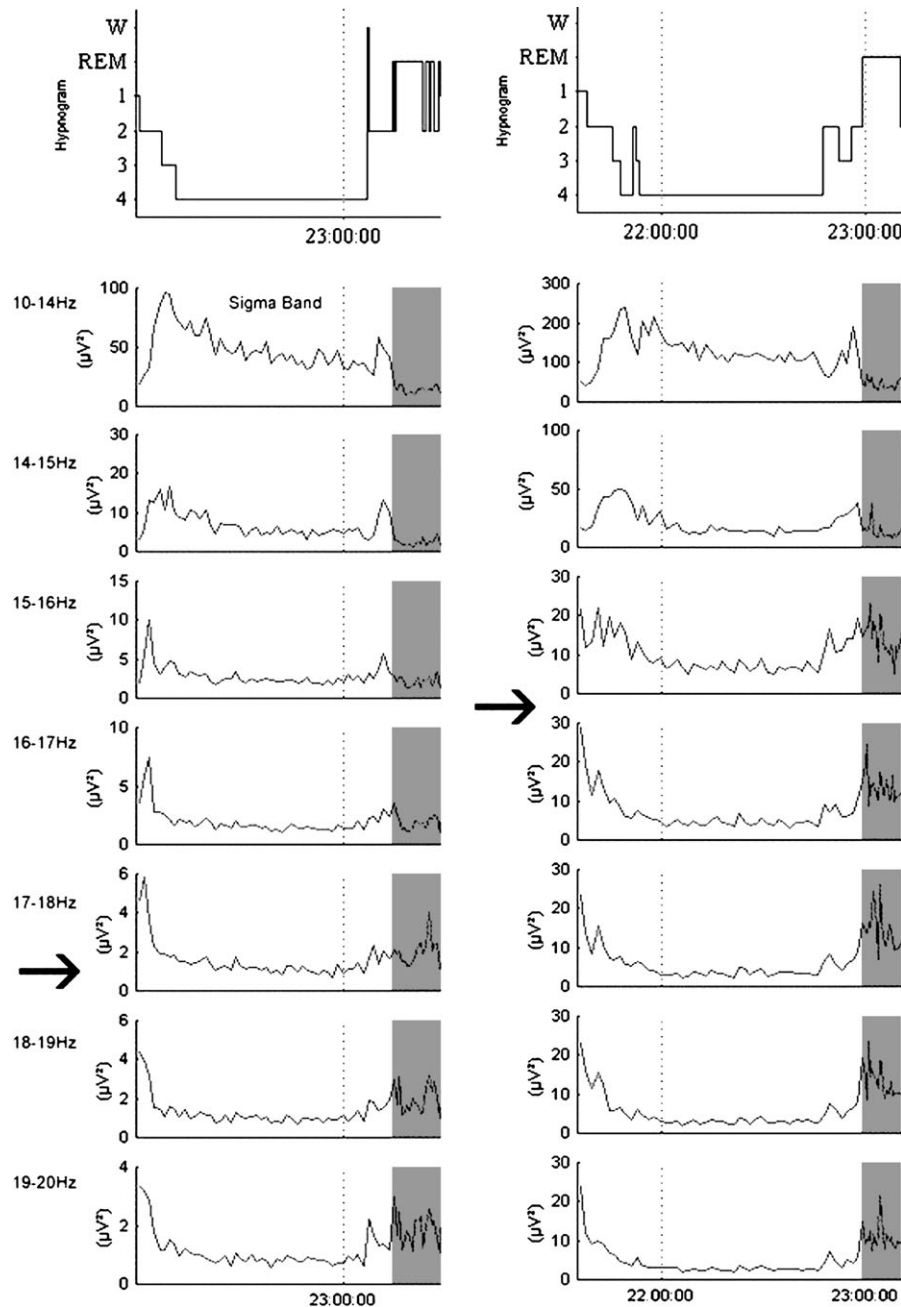 W
REM
1
2
3
4
Hypnogram
23:00:00
W
REM
1
2
3
4
Hypnogram
22:00:00 23:00:00
10-14Hz
(µV²)
100
50
0
Sigma Band
(µV²)
300
200
100
0
14-15Hz
(µV²)
30
20
10
0
(µV²)
100
50
0
15-16Hz
(µV²)
15
10
5
0
(µV²)
30
20
10
0
16-17Hz
(µV²)
10
5
0
(µV²)
30
20
10
0
17-18Hz
(µV²)
6
4
2
0
(µV²)
30
20
10
0
18-19Hz
(µV²)
6
4
2
0
(µV²)
30
20
10
0
19-20Hz
(µV²)
4
2
0
(µV²)
30
20
10
0
23:00:00
22:00:00 23:00:00